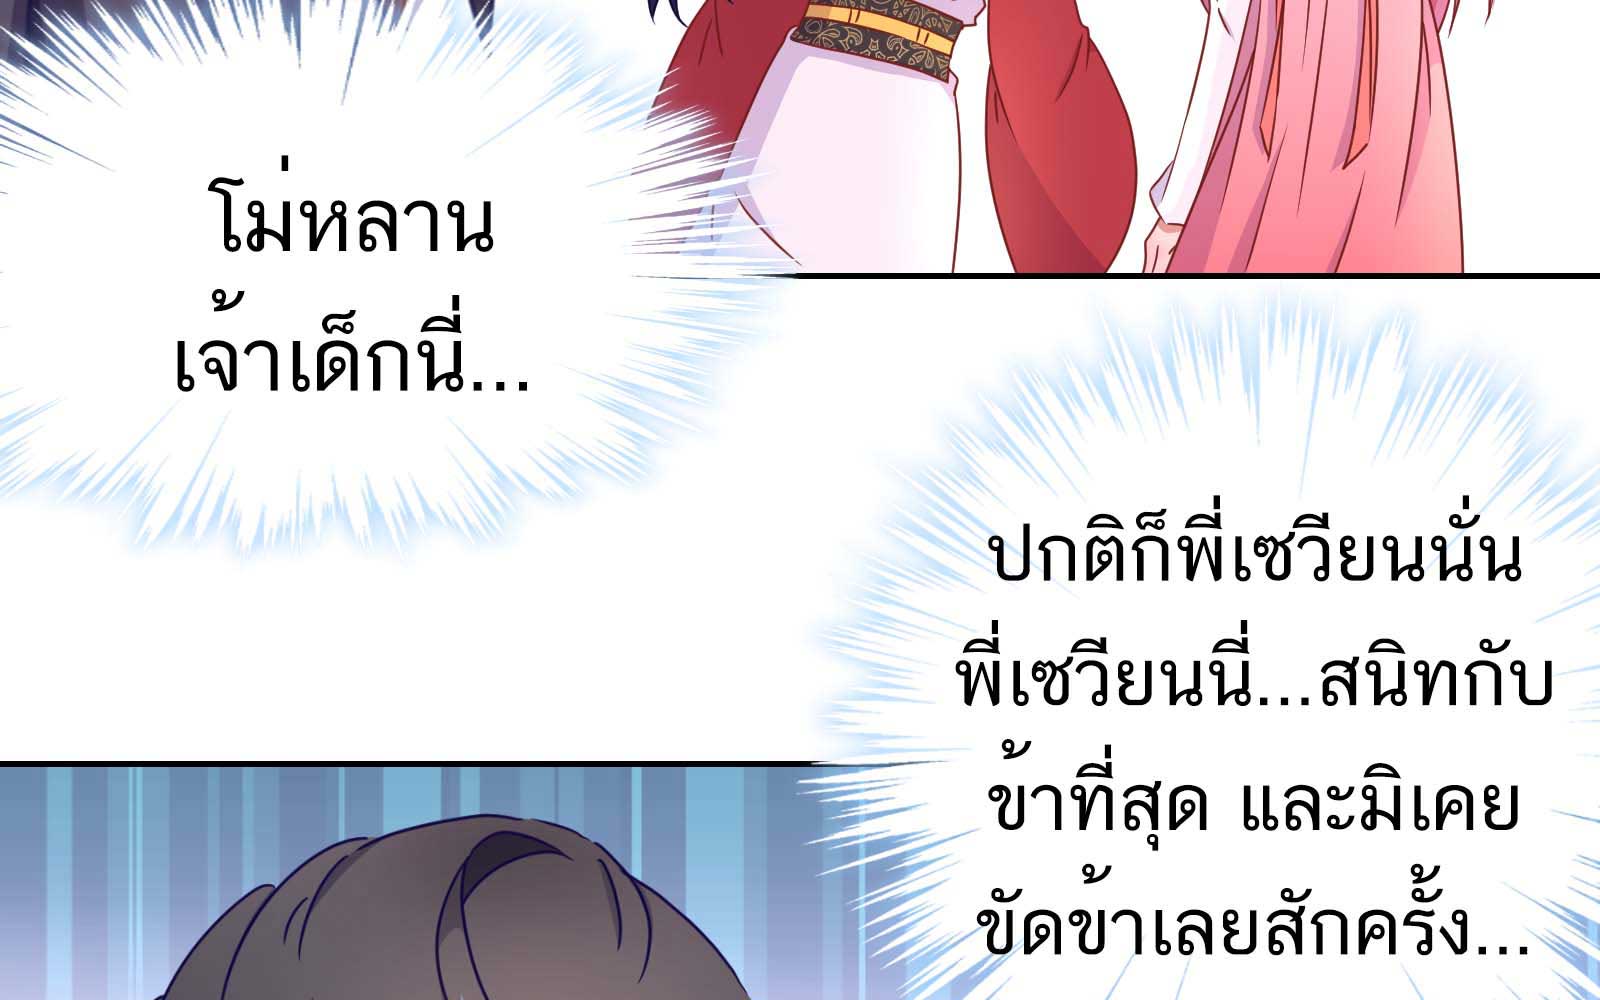 โม่หลาน
เจ้าเด็กนี่...
ปกติก็พี่เซวียนนั่น
พี่เซวียนนี่...สนิทกับ
ข้าที่สุด และมิเคย
ขัดข้าเลยสักครั้ง...